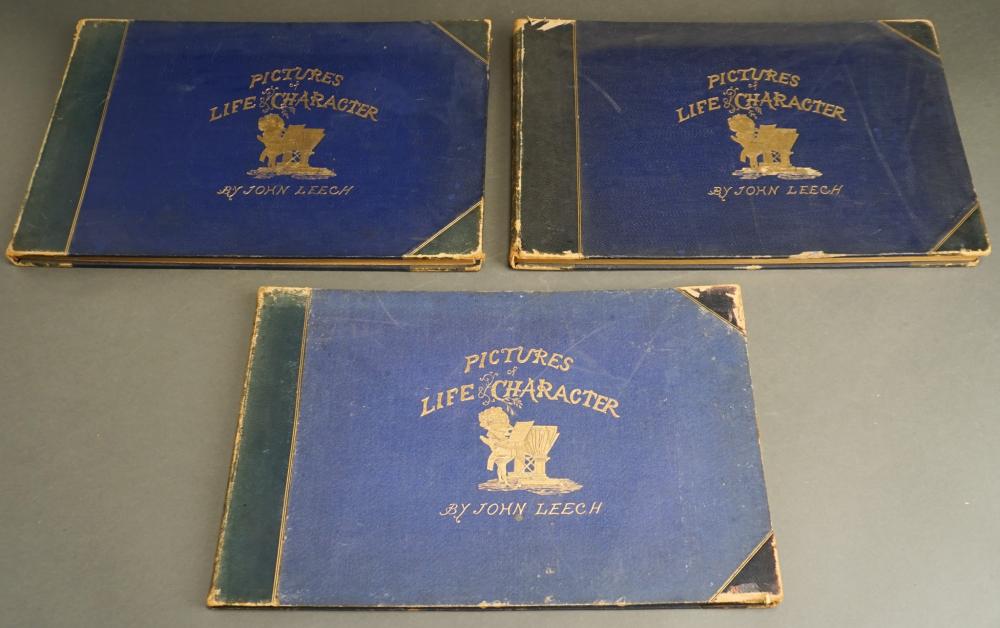 PICTURES
of
LIFE & CHARACTER
BY JOHN LEECH
PICTURES
of
LIFE & CHARACTER
BY JOHN LEECH
PICTURES
of
LIFE & CHARACTER
BY JOHN LEECH